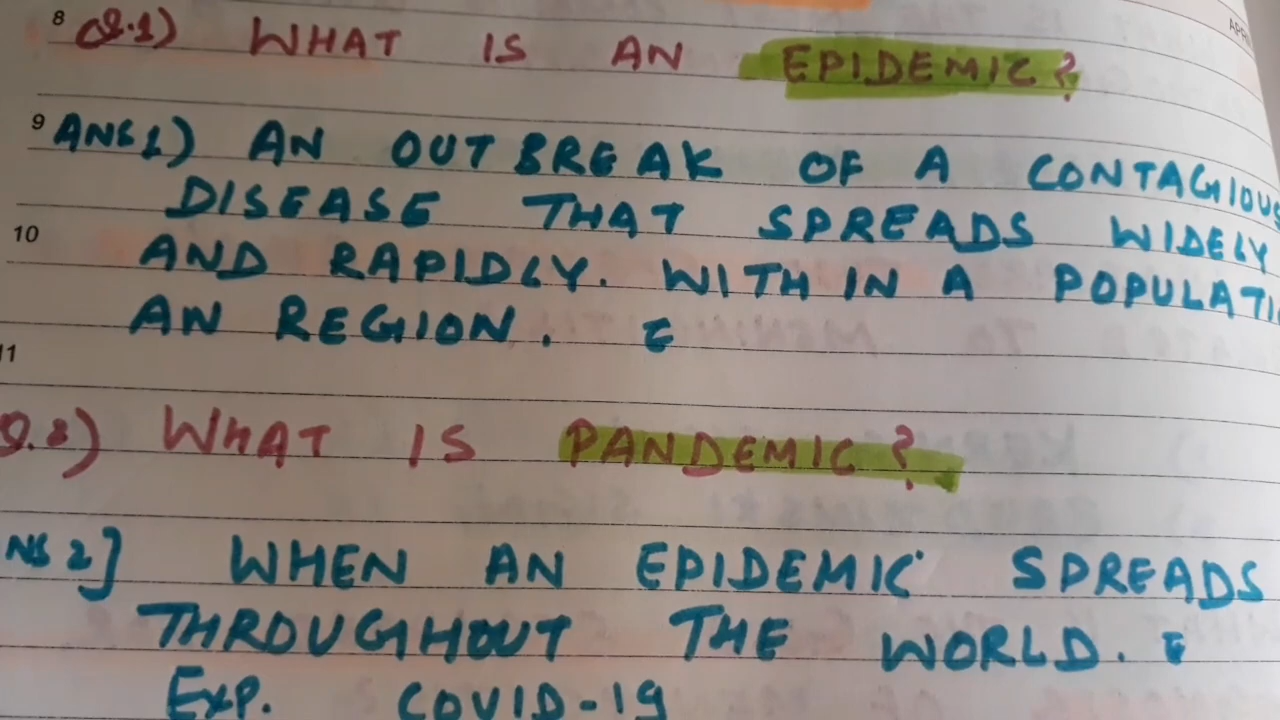 8 Q.1) WHAT IS AN EPIDEMIC?
9 ANS1) AN OUTBREAK OF A CONTAGIOUS
DISEASE THAT SPREADS WIDELY
10 AND RAPIDLY. WITH IN A POPULATI
AN REGION.
11
Q.2) WHAT IS PANDEMIC?
NS 2] WHEN AN EPIDEMIC SPREADS
THROUGHOUT THE WORLD.
EXP. COVID-19